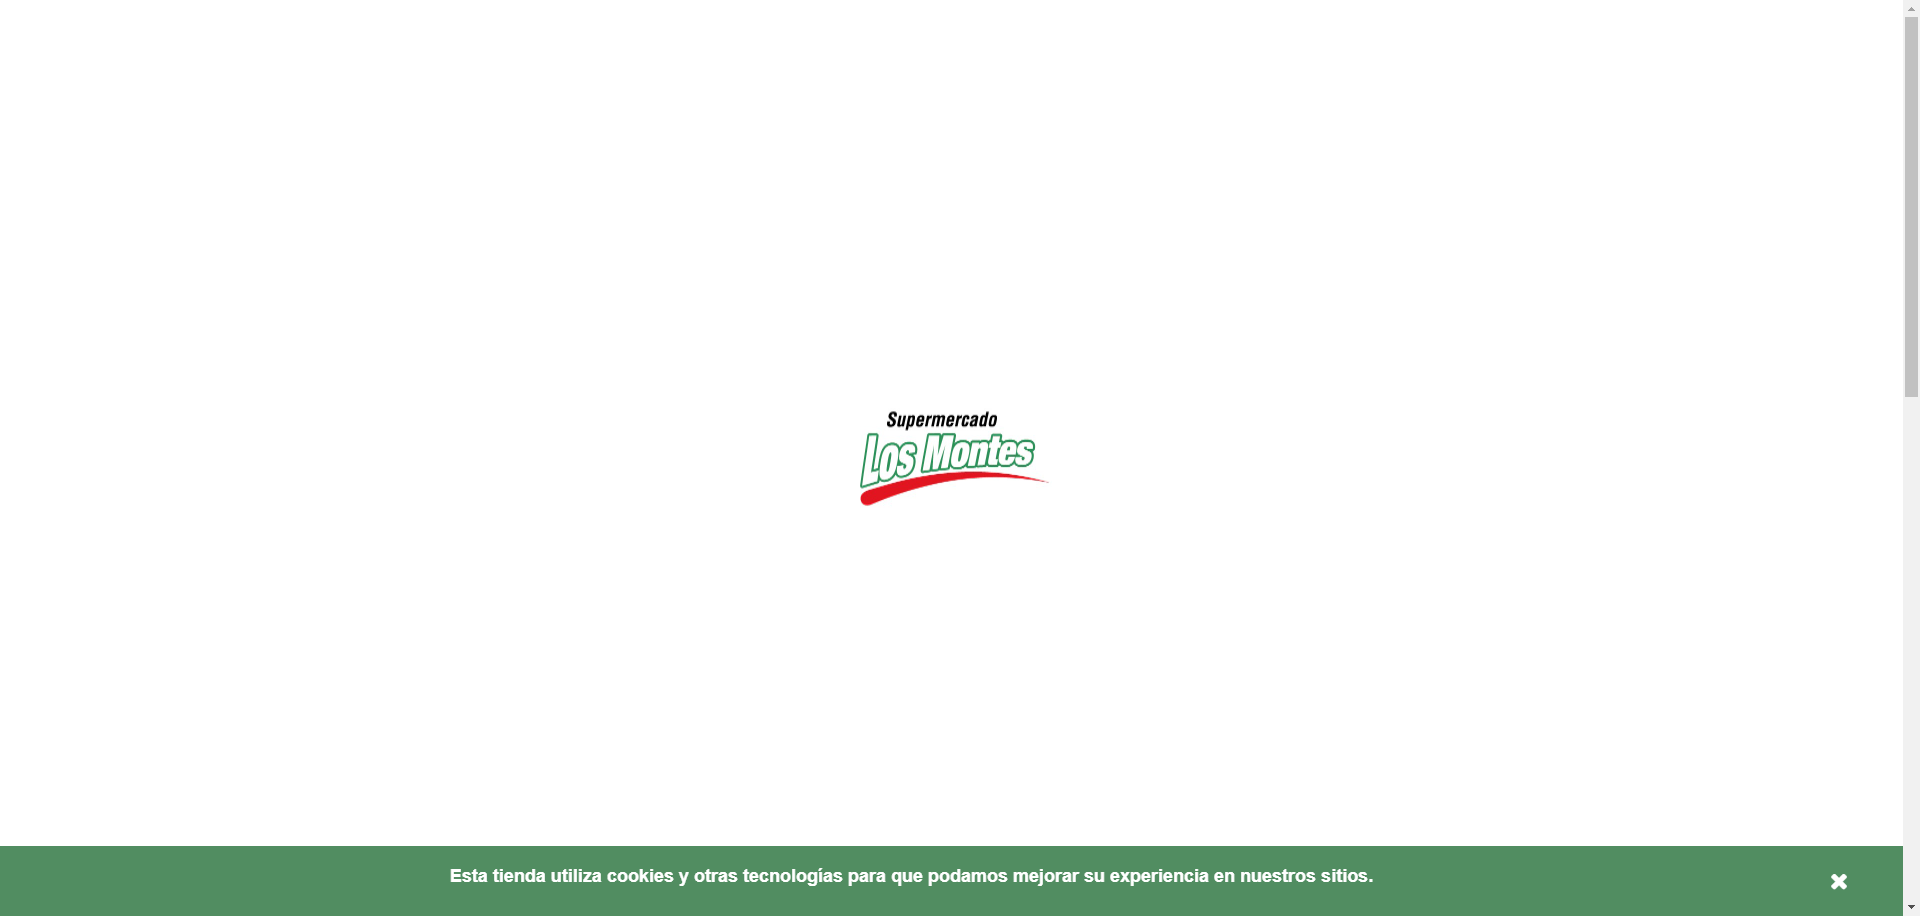 Supermercado
Los Montes
Esta tienda utiliza cookies y otras tecnologías para que podamos mejorar su experiencia en nuestros sitios.